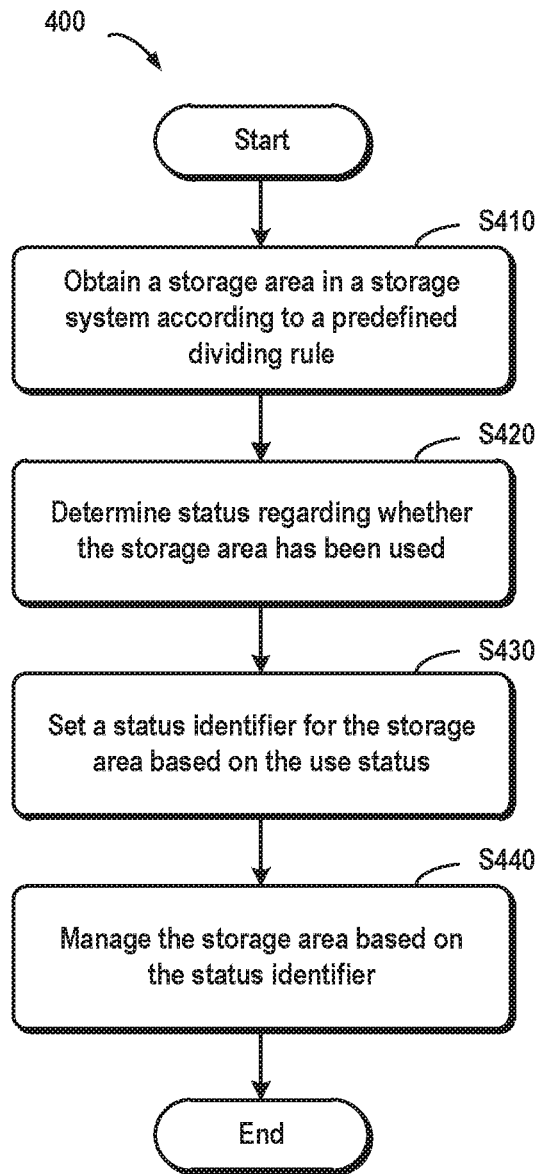 400
Start
S410
Obtain a storage area in a storage
system according to a predefined
dividing rule
S420
Determine status regarding whether
the storage area has been used
S430
Set a status identifier for the storage
area based on the use status
S440
Manage the storage area based on
the status identifier
End